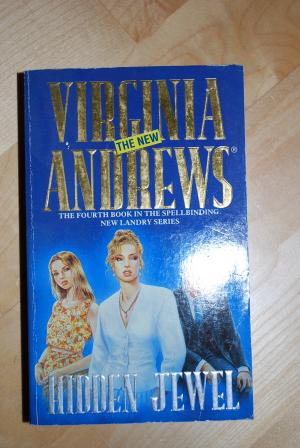 VIRGINIA
THE NEW
ANDREWS®
THE FOURTH BOOK IN THE SPELLBINDING
NEW LANDRY SERIES
HIDDEN JEWEL